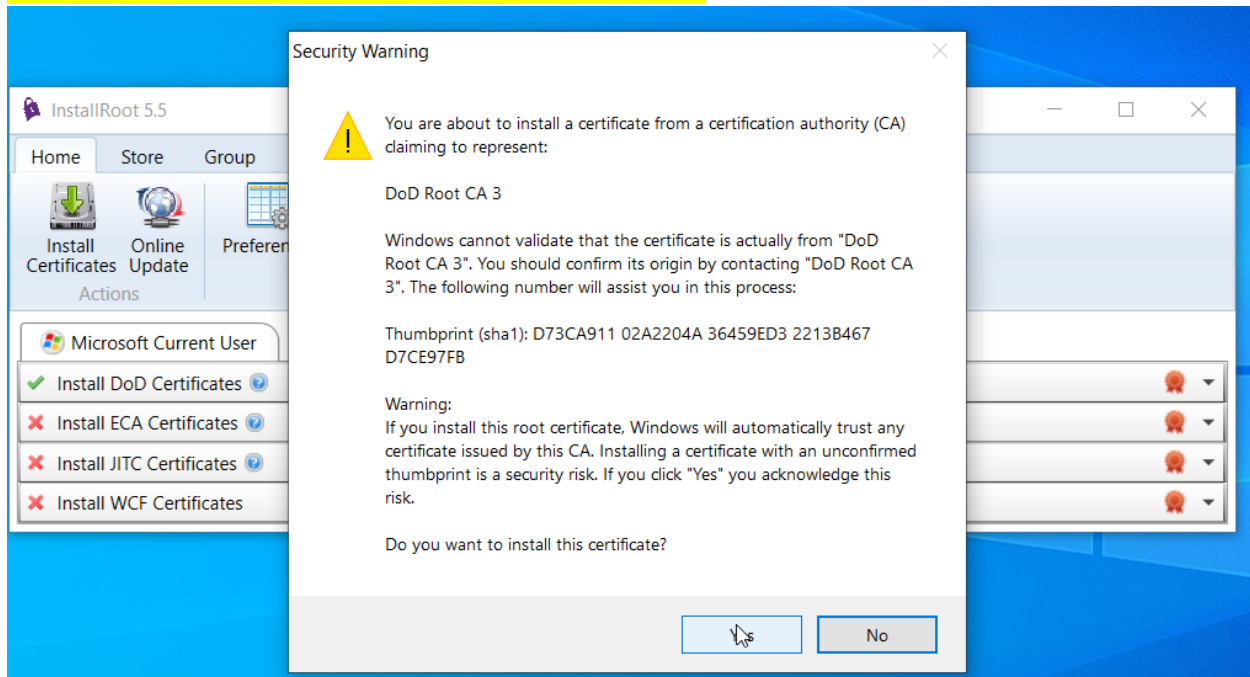 Security Warning
You are about to install a certificate from a certification authority (CA)
claiming to represent:
DoD Root CA 3
Windows cannot validate that the certificate is actually from "DoD
Root CA 3". You should confirm its origin by contacting "DoD Root CA
3". The following number will assist you in this process:
Thumbprint (sha1): D73CA911 02A2204A 36459ED3 2213B467
D7CE97FB
Warning:
If you install this root certificate, Windows will automatically trust any
certificate issued by this CA. Installing a certificate with an unconfirmed
thumbprint is a security risk. If you click "Yes" you acknowledge this
risk.
Do you want to install this certificate?
Yes
No
InstallRoot 5.5
Home Store Group
Install
Certificates
Online
Update
Actions
Microsoft Current User
Install DoD Certificates
Install ECA Certificates
Install JITC Certificates
Install WCF Certificates